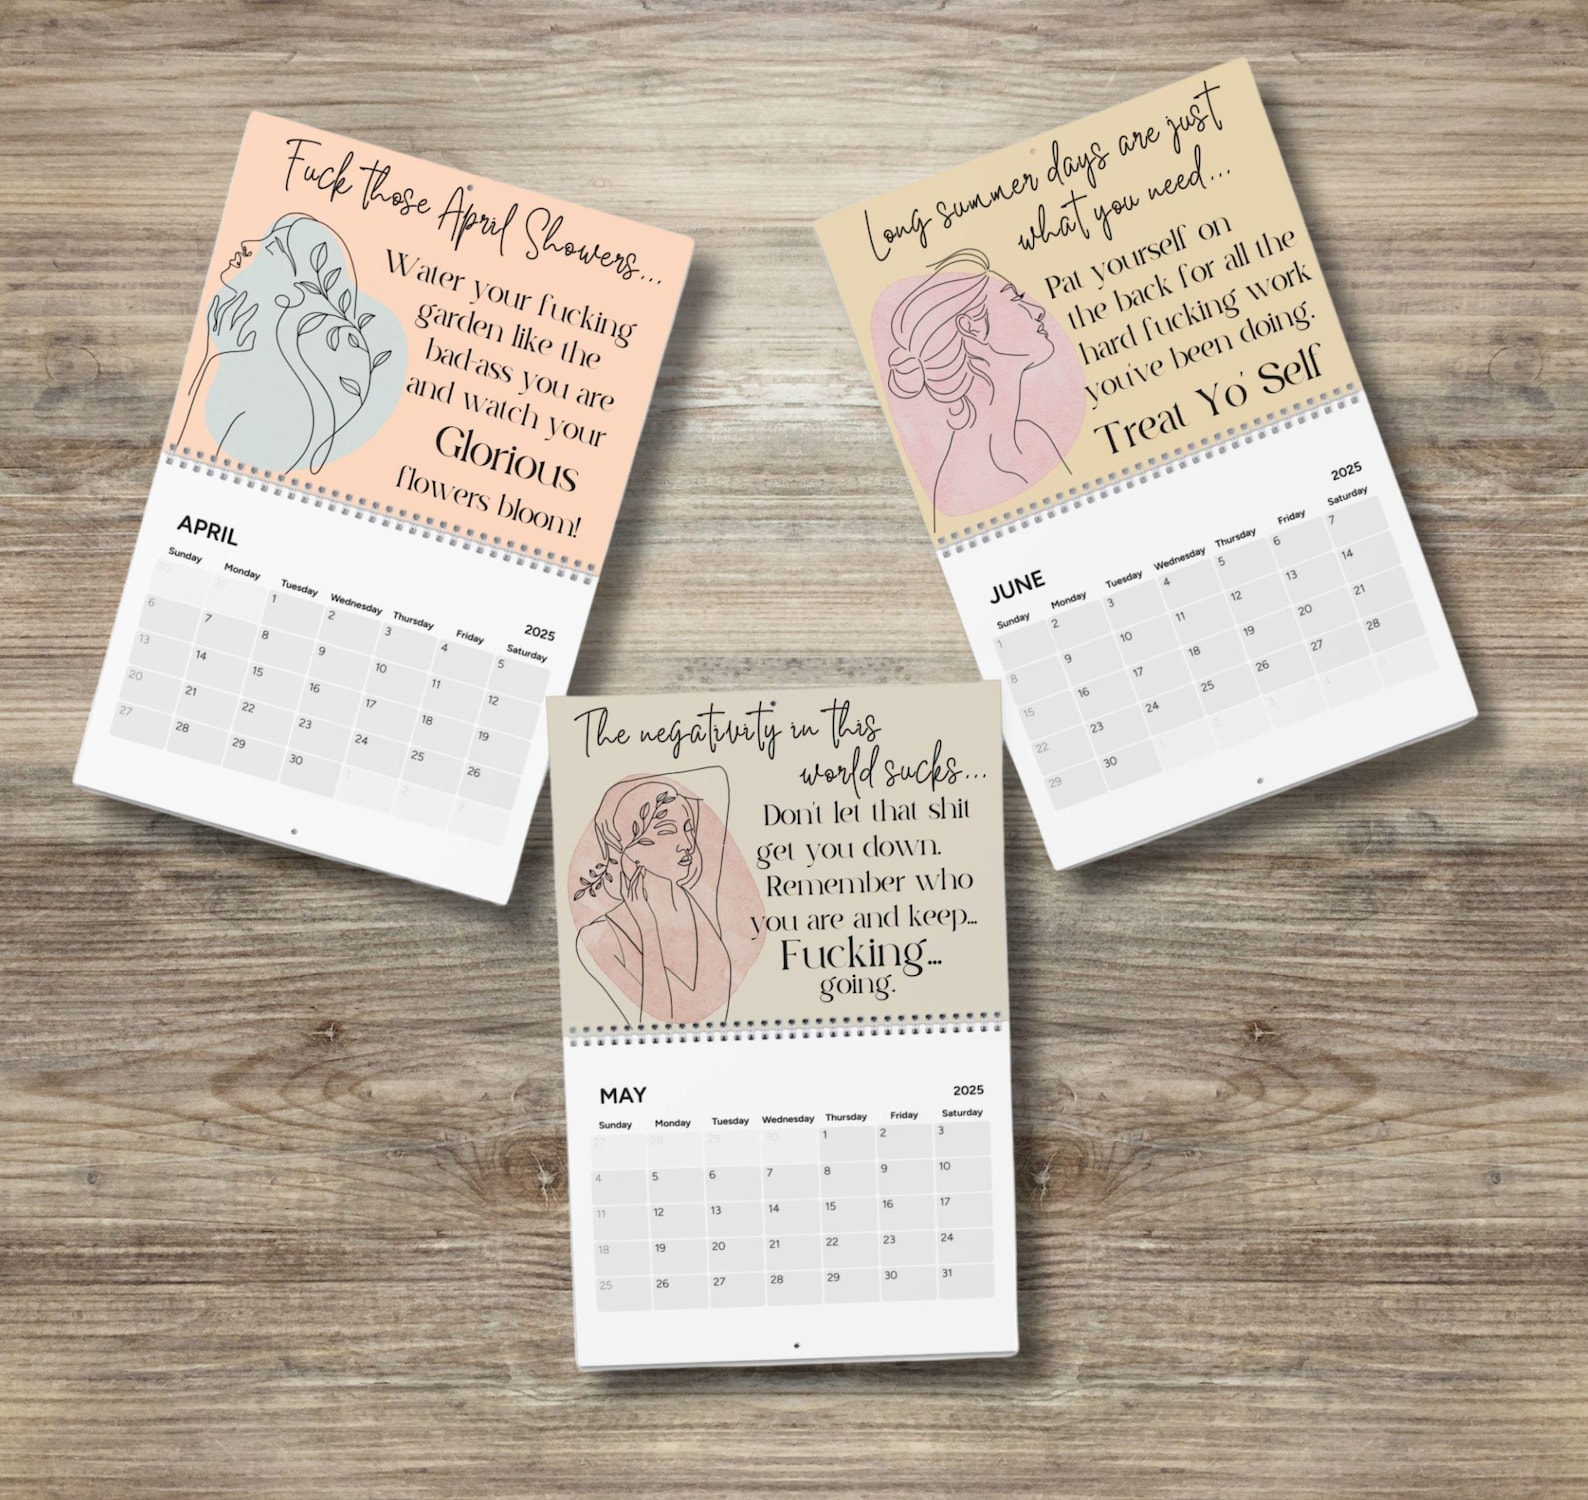 Fuck those April Showers...
Water your fucking
garden like the
bad-ass you are
and watch your
Glorious
flowers bloom!
APRIL
2025
Sunday Monday Tuesday Wednesday Thursday Friday Saturday
30 31 1 2 3 4 5
6 7 8 9 10 11 12
13 14 15 16 17 18 19
20 21 22 23 24 25 26
27 28 29 30 1 2 3
Long summer days are just
what you need...
Pat yourself on
the back for all the
hard fucking work
you've been doing.
Treat Yo' Self
JUNE
2025
Sunday Monday Tuesday Wednesday Thursday Friday Saturday
1 2 3 4 5 6 7
8 9 10 11 12 13 14
15 16 17 18 19 20 21
22 23 24 25 26 27 28
29 30 1 2 3 4 5
The negativity in this
world sucks...
Don't let that shit
get you down.
Remember who
you are and keep...
Fucking...
going.
MAY
2025
Sunday Monday Tuesday Wednesday Thursday Friday Saturday
27 28 29 30 1 2 3
4 5 6 7 8 9 10
11 12 13 14 15 16 17
18 19 20 21 22 23 24
25 26 27 28 29 30 31